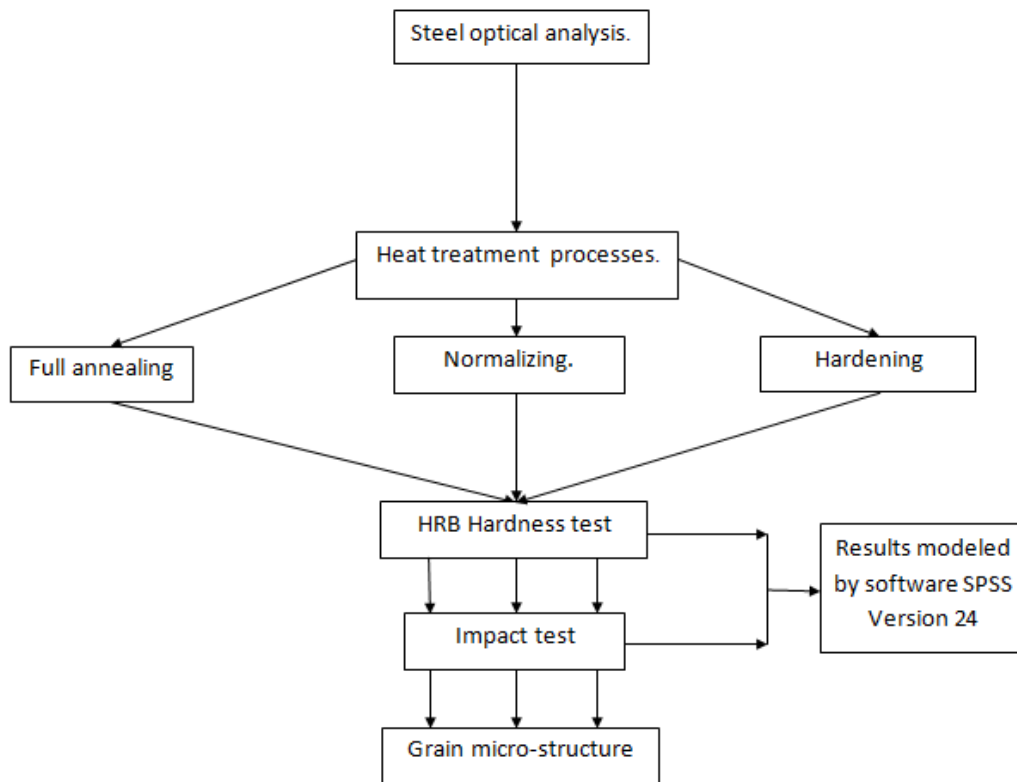 Steel optical analysis.
Heat treatment processes.
Full annealing
Normalizing.
Hardening
HRB Hardness test
Results modeled
by software SPSS
Version 24
Impact test
Grain micro-structure